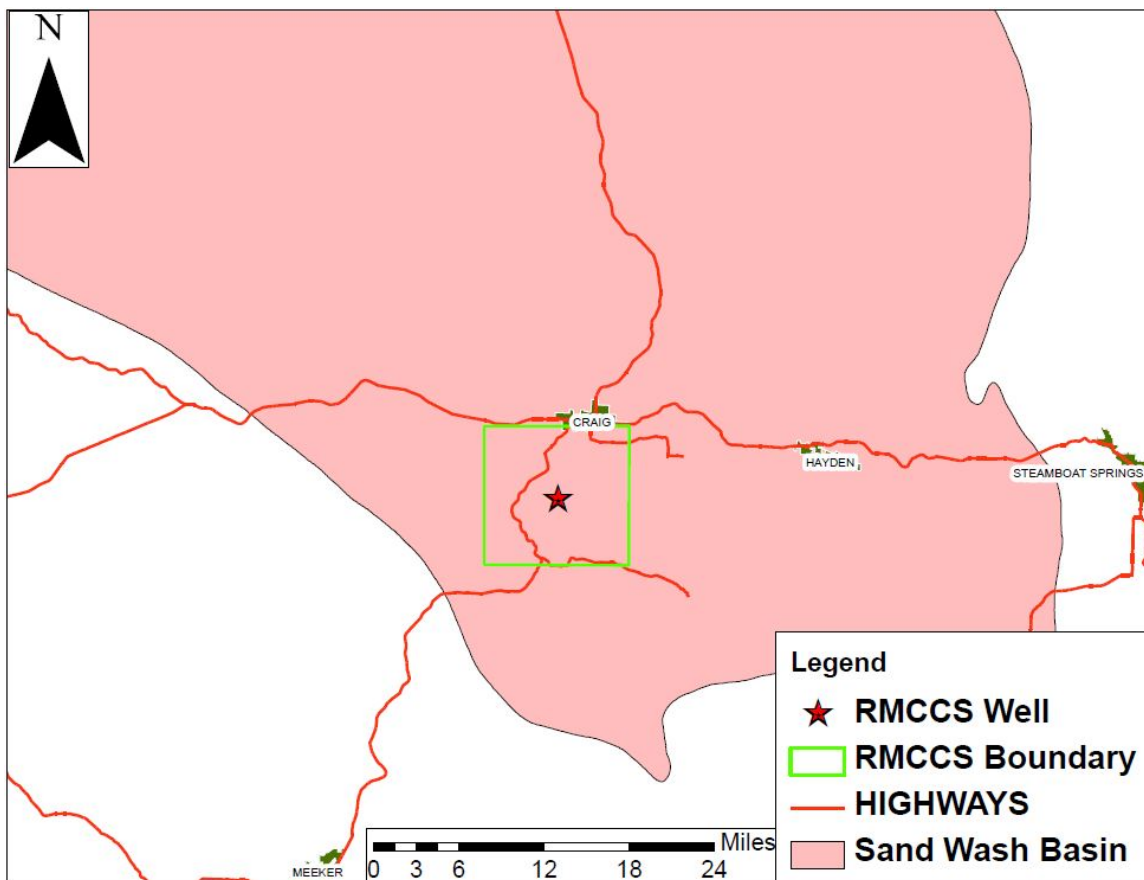 N
CRAIG
HAYDEN
STEAMBOAT SPRINGS
MEEKER
Legend
RMCCS Well
RMCCS Boundary
HIGHWAYS
Sand Wash Basin
Miles
0 3 6 12 18 24